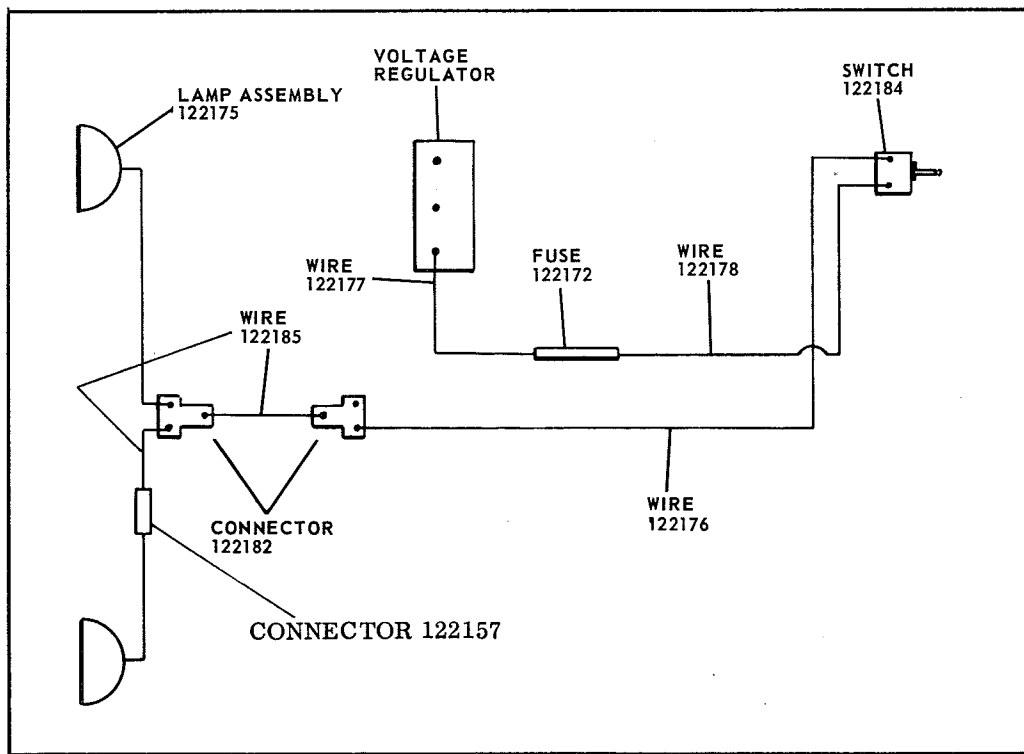 VOLTAGE
REGULATOR
SWITCH
122184
LAMP ASSEMBLY
122175
WIRE
122177
FUSE
122172
WIRE
122178
WIRE
122185
WIRE
122176
CONNECTOR
122182
CONNECTOR 122157